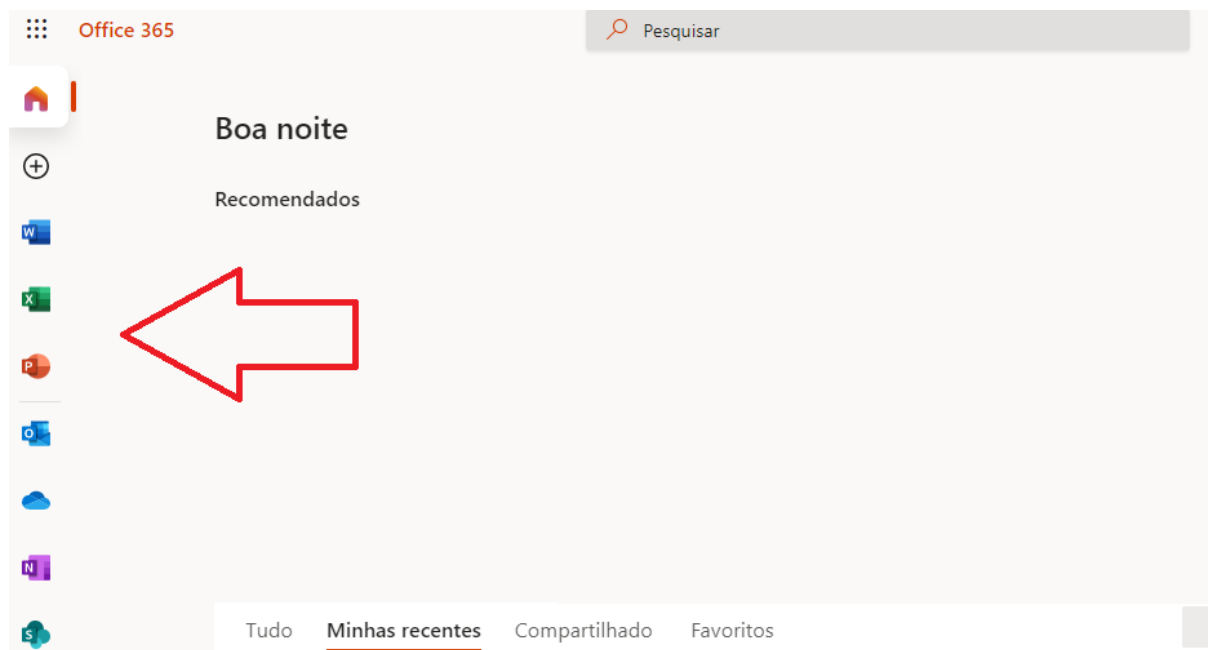 Office 365
Pesquisar
Boa noite
Recomendados
W
X
P
O
N
S
Tudo Minhas recentes Compartilhado Favoritos